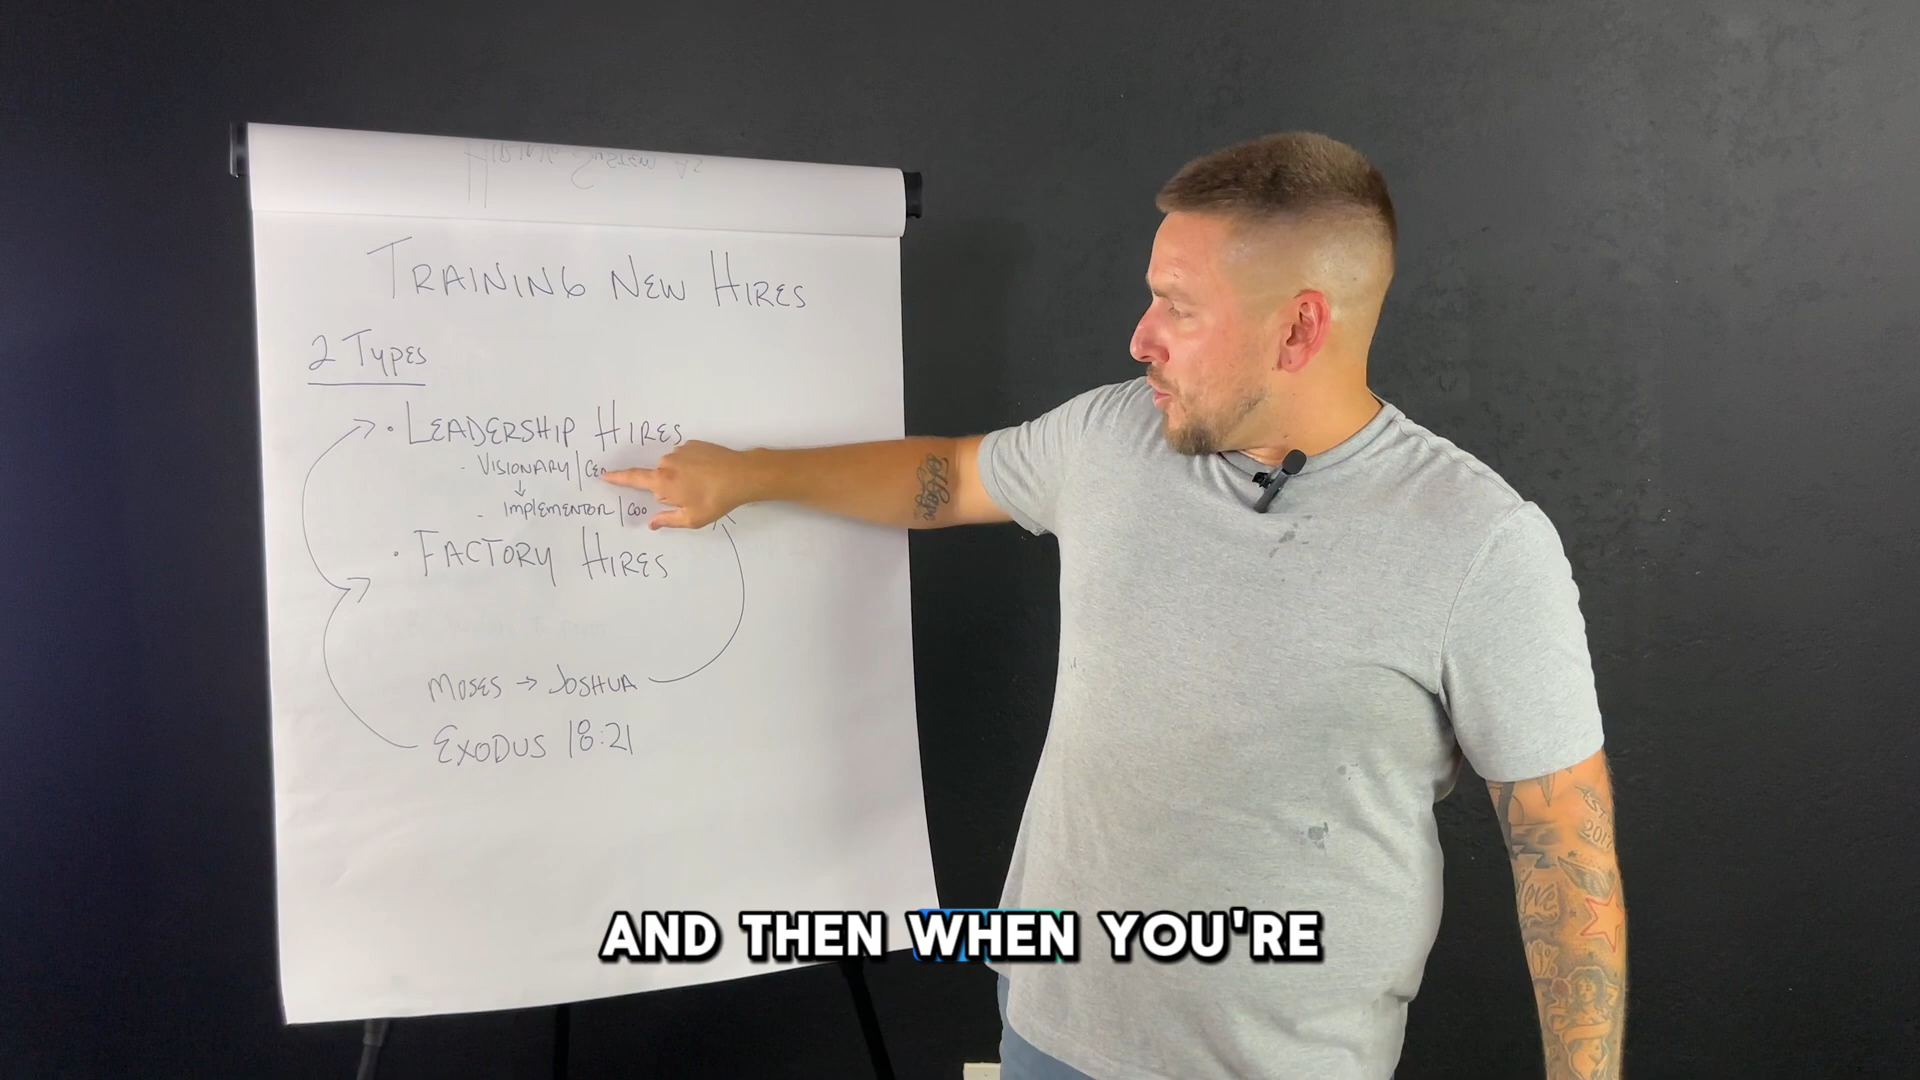 TRAINING NEW HIRES
2 TYPES
• LEADERSHIP HIRES
- VISIONARY /
↓
- IMPLEMENTOR / COO
• FACTORY HIRES
MOSES → JOSHUA
EXODUS 18:21
AND THEN WHEN YOU'RE
Love